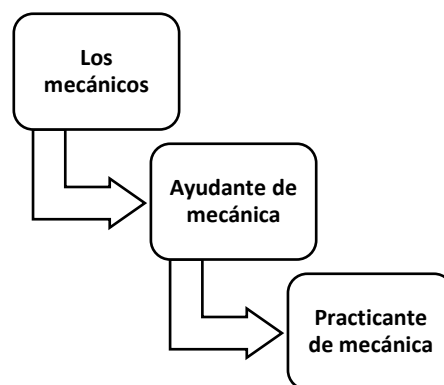 Los
mecánicos
Ayudante de
mecánica
Practicante
de mecánica